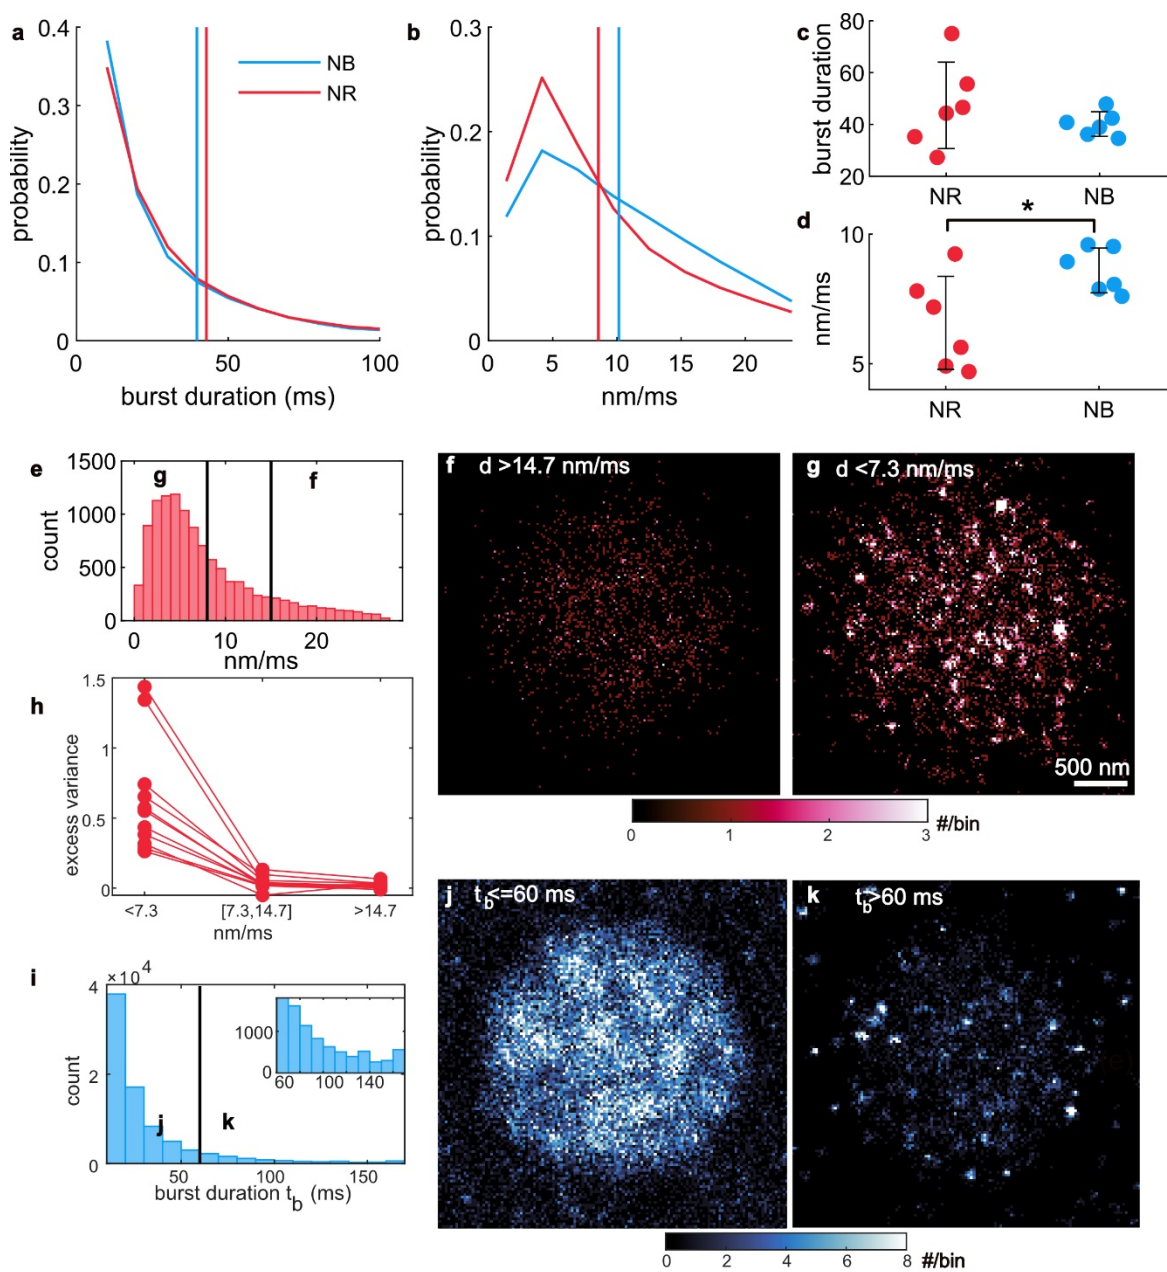 a
0.4
0.3
0.2
0.1
0
probability
50
100
burst duration (ms)
NB
NR
b
0.3
0.2
0.1
0
probability
0
5
10
15
20
nm/ms
c
80
60
40
20
burst duration
NR
NB
d
*
10
5
nm/ms
NR
NB
e
1500
1000
500
0
count
g
f
0
10
20
nm/ms
f d >14.7 nm/ms
g d <7.3 nm/ms
500 nm
0
1
2
3
#/bin
h
1.5
1
0.5
0
excess variance
<7.3
[7.3,14.7]
>14.7
nm/ms
i
×10^4
4
2
0
count
j
k
1000
0
60
100
140
50
100
150
burst duration t_b (ms)
j t_b<=60 ms
k t_b>60 ms
0
2
4
6
8
#/bin